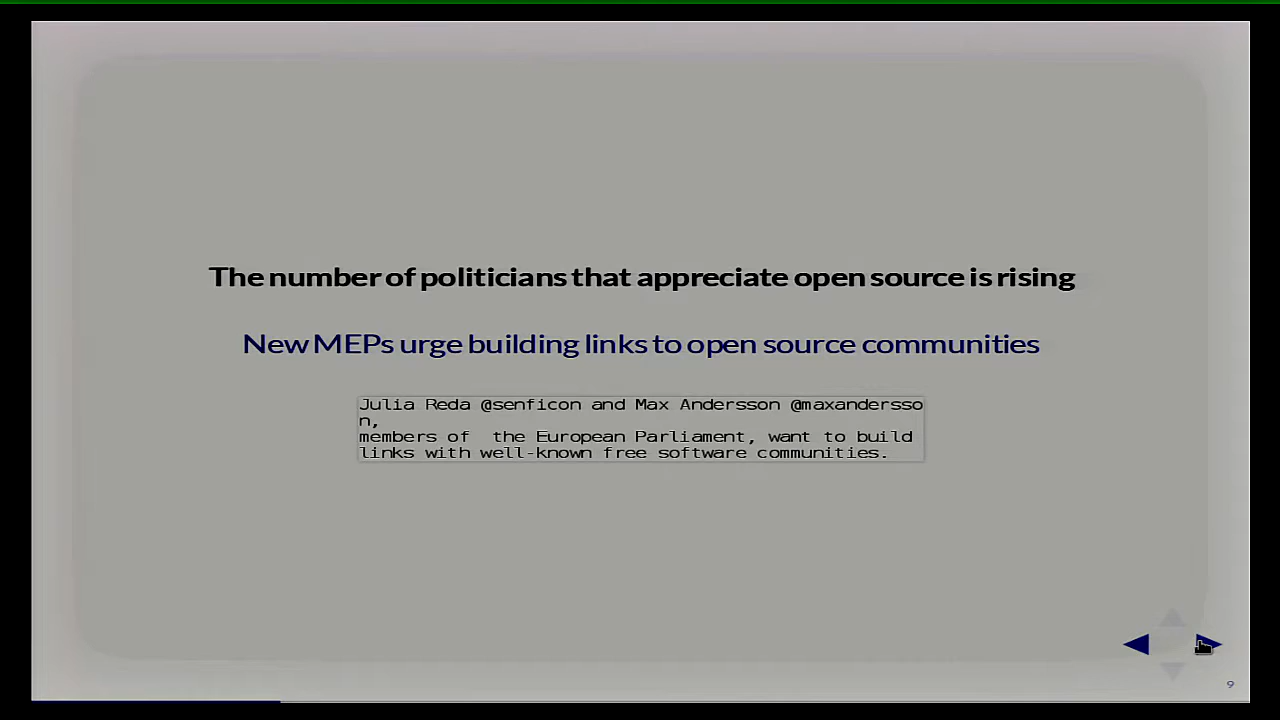 The number of politicians that appreciate open source is rising
New MEPs urge building links to open source communities
Julia Reda @senficon and Max Andersson @maxandersso
n,
members of  the European Parliament, want to build
links with well-known free software communities.
9